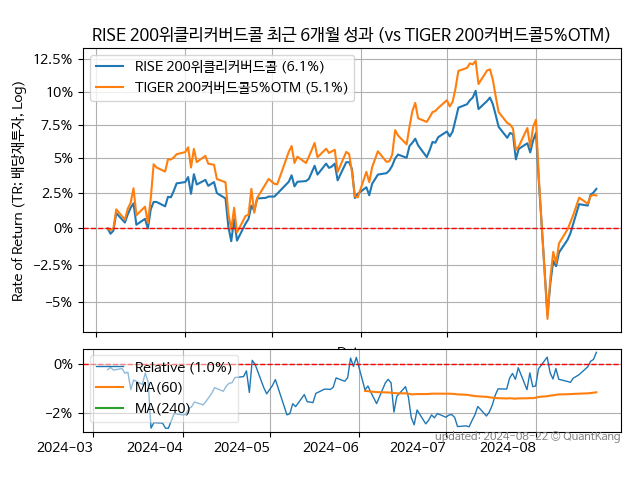 RISE 200위클리커버드콜 최근 6개월 성과 (vs TIGER 200커버드콜5%OTM)
Rate of Return (TR: 배당재투자, Log)
RISE 200위클리커버드콜 (6.1%)
TIGER 200커버드콜5%OTM (5.1%)
12.5%
10%
7.5%
5%
2.5%
0%
−2.5%
−5%
0%
−2%
Relative (1.0%)
MA(60)
MA(240)
2024-03
2024-04
2024-05
2024-06
2024-07
2024-08
updated: 2024-08-22 © QuantKang